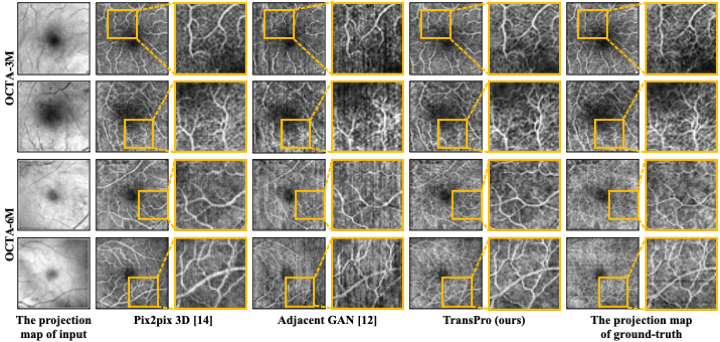 OCTA-3M
OCTA-6M
The projection
map of input
Pix2pix 3D [14]
Adjacent GAN [12]
TransPro (ours)
The projection map
of ground-truth